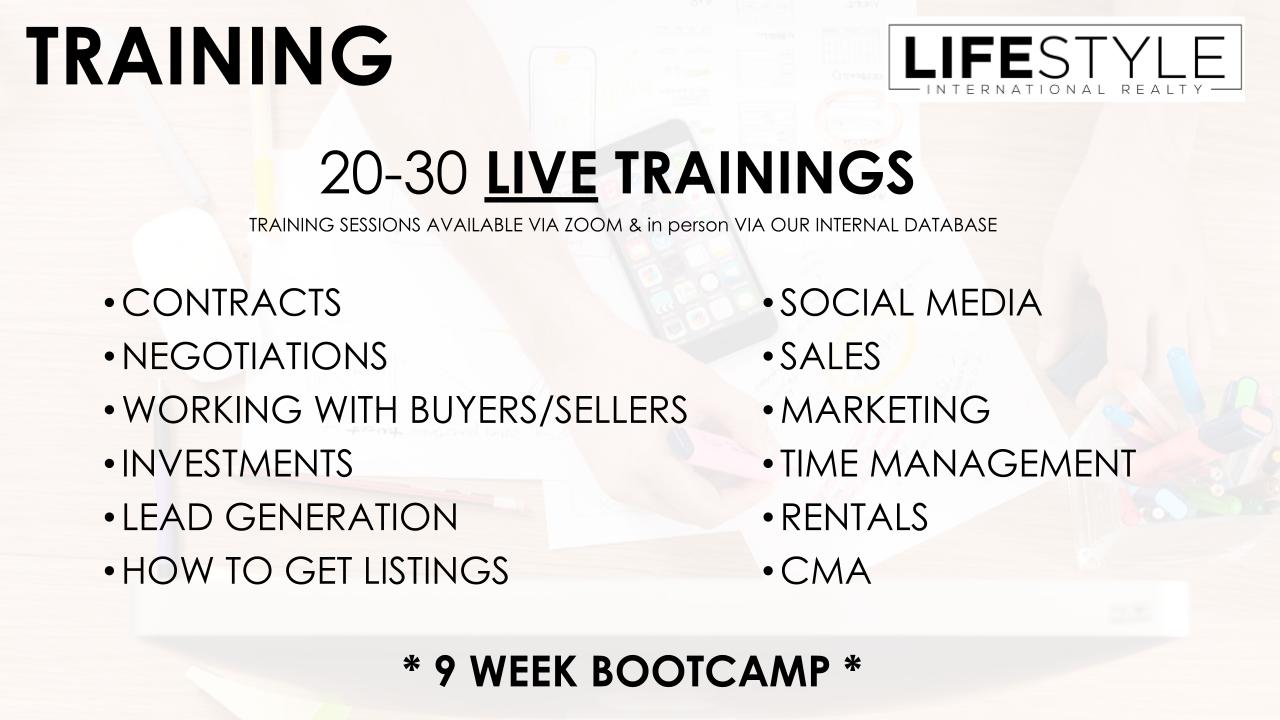 TRAINING
LIFESTYLE
INTERNATIONAL REALTY
20-30 LIVE TRAININGS
TRAINING SESSIONS AVAILABLE VIA ZOOM & in person VIA OUR INTERNAL DATABASE
• CONTRACTS
• NEGOTIATIONS
• WORKING WITH BUYERS/SELLERS
• INVESTMENTS
• LEAD GENERATION
• HOW TO GET LISTINGS
• SOCIAL MEDIA
• SALES
• MARKETING
• TIME MANAGEMENT
• RENTALS
• CMA
* 9 WEEK BOOTCAMP *